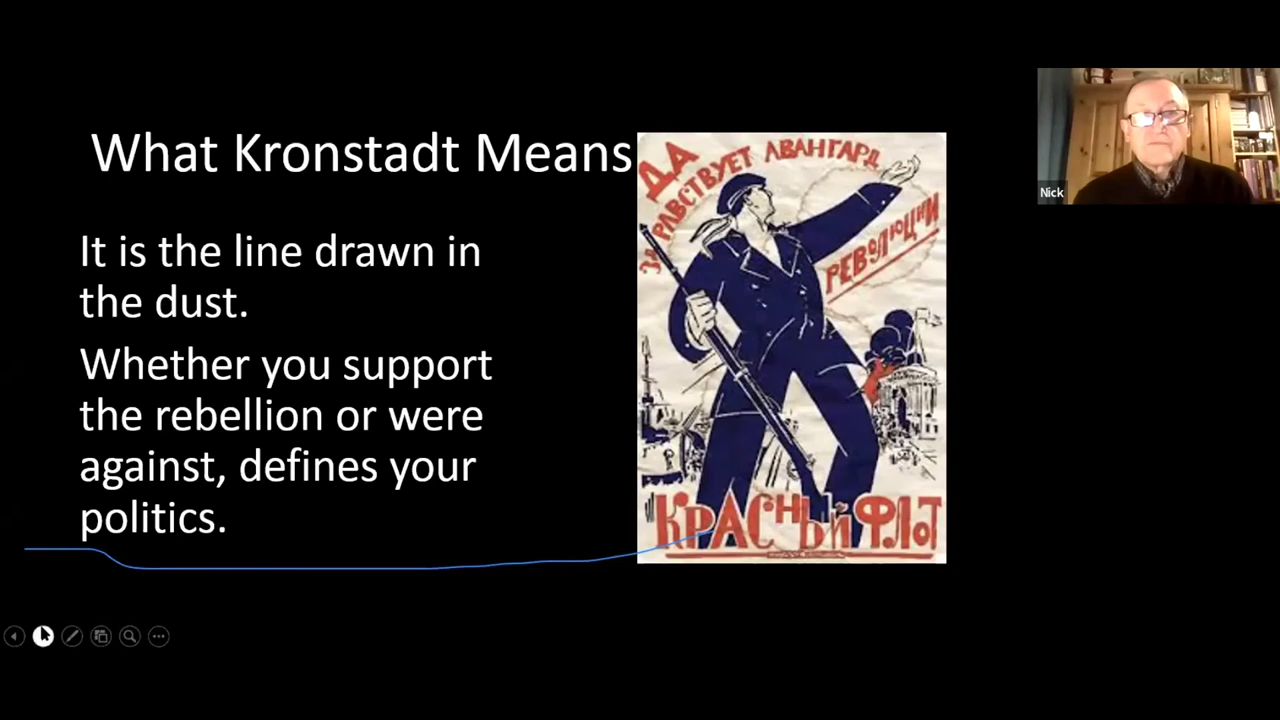 What Kronstadt Means
It is the line drawn in
the dust.
Whether you support
the rebellion or were
against, defines your
politics.
ДА
ЗДРАВСТВУЕТ АВАНГАРД
РЕВОЛЮЦИИ
КРАСНЫЙ ФЛОТ
Nick